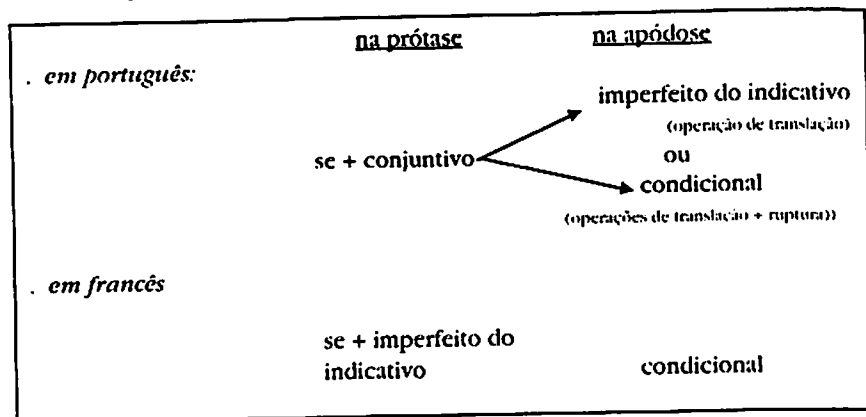 na prótase na apódose
. em português:
imperfeito do indicativo
(operação de translação)
se + conjuntivo ou
condicional
(operações de translação + ruptura))
. em francês
se + imperfeito do
indicativo condicional